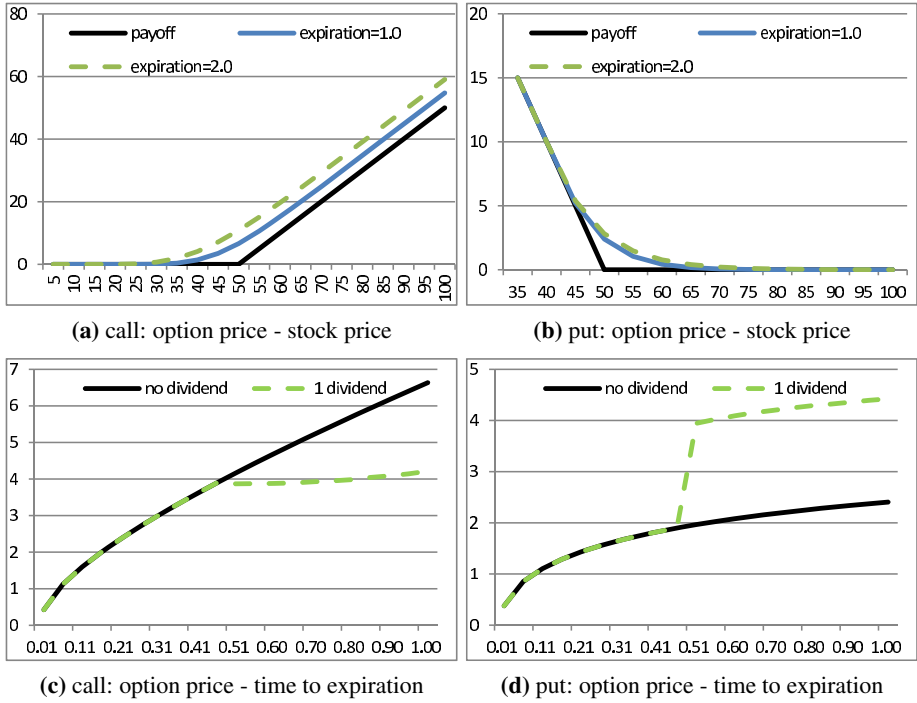 80
60
40
20
0
payoff
expiration=1.0
expiration=2.0
5 10 15 20 25 30 35 40 45 50 55 60 65 70 75 80 85 90 95 100
(a) call: option price - stock price
20
15
10
5
0
payoff
expiration=1.0
expiration=2.0
35 40 45 50 55 60 65 70 75 80 85 90 95 100
(b) put: option price - stock price
7
6
5
4
3
2
1
0
no dividend
1 dividend
0.01 0.11 0.21 0.31 0.41 0.51 0.60 0.70 0.80 0.90 1.00
(c) call: option price - time to expiration
5
4
3
2
1
0
no dividend
1 dividend
0.01 0.11 0.21 0.31 0.41 0.51 0.60 0.70 0.80 0.90 1.00
(d) put: option price - time to expiration